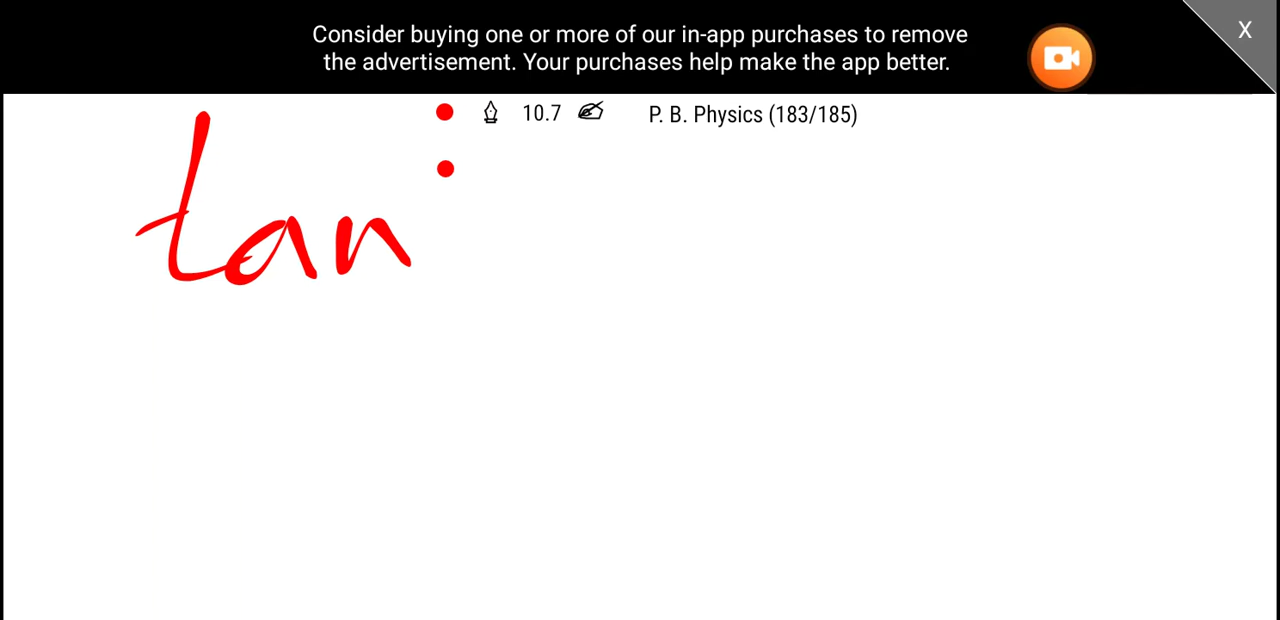 Consider buying one or more of our in-app purchases to remove
the advertisement. Your purchases help make the app better.
X
10.7 P. B. Physics (183/185)
tan